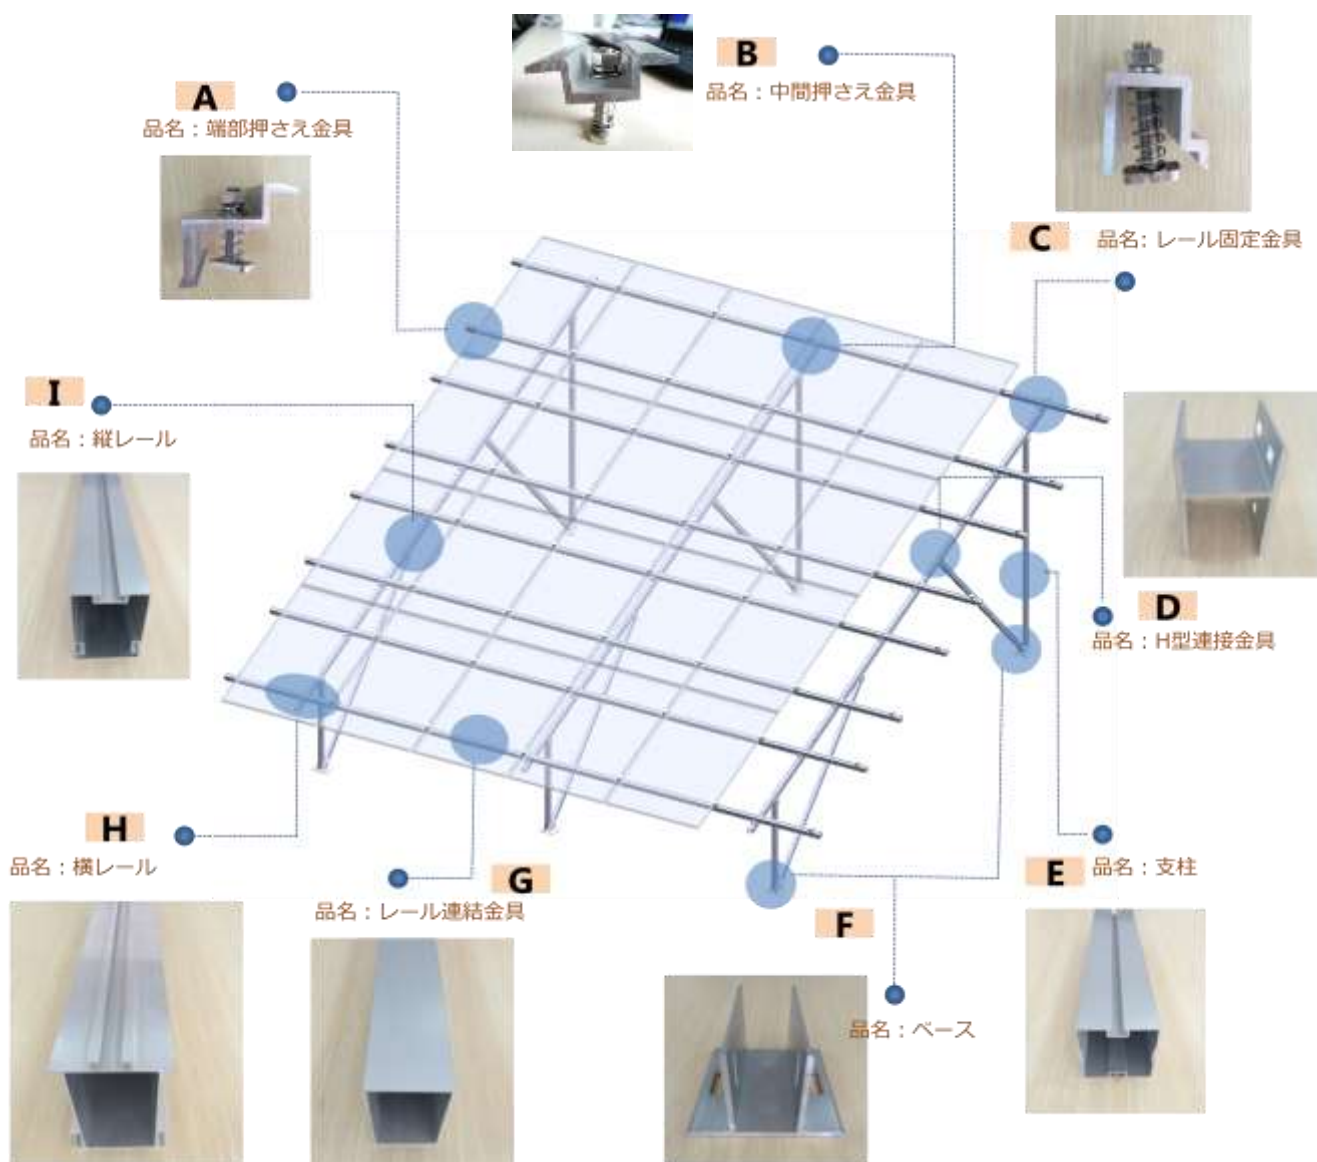 A
品名：端部押さえ金具
B
品名：中間押さえ金具
C
品名：レール固定金具
I
品名：縦レール
D
品名：H型連接金具
H
品名：横レール
G
品名：レール連結金具
E
品名：支柱
F
品名：ベース